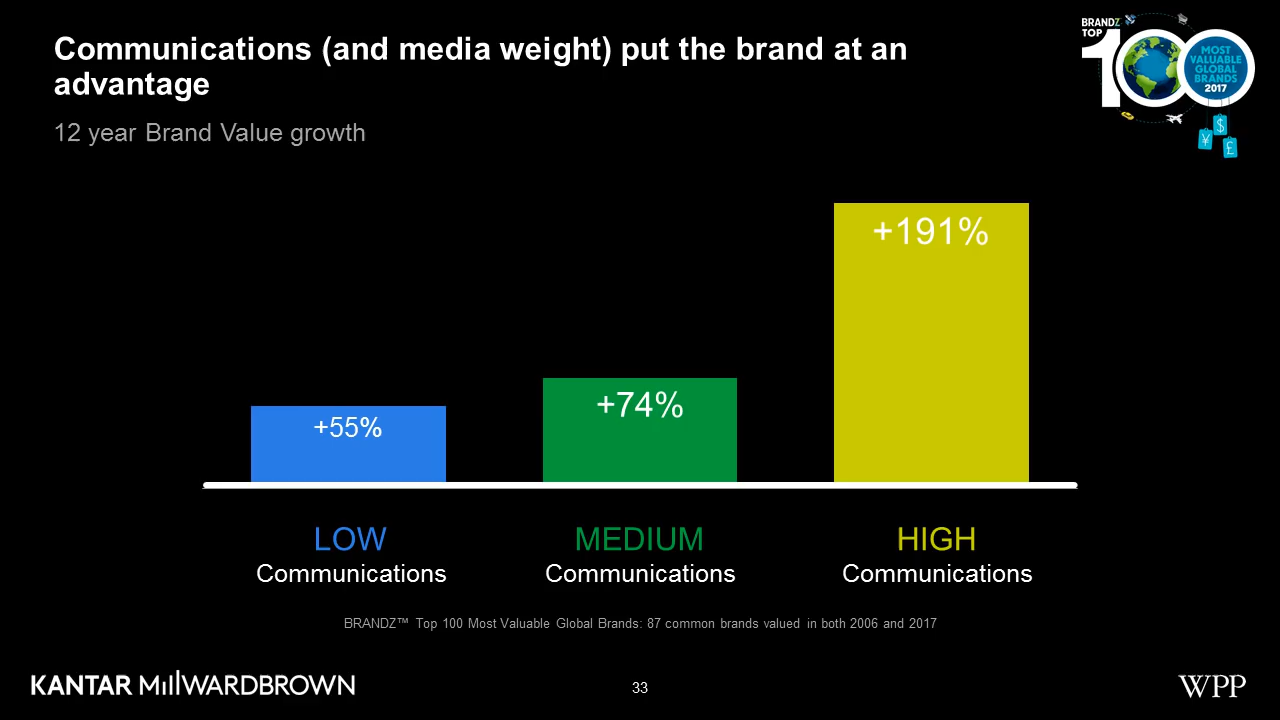 Communications (and media weight) put the brand at an
advantage
12 year Brand Value growth
BRANDZ
TOP
100
MOST
VALUABLE
GLOBAL
BRANDS
2017
$
¥
£
+191%
+74%
+55%
LOW
Communications
MEDIUM
Communications
HIGH
Communications
BRANDZ™ Top 100 Most Valuable Global Brands: 87 common brands valued in both 2006 and 2017
KANTAR MillWARDBROWN
33
WPP